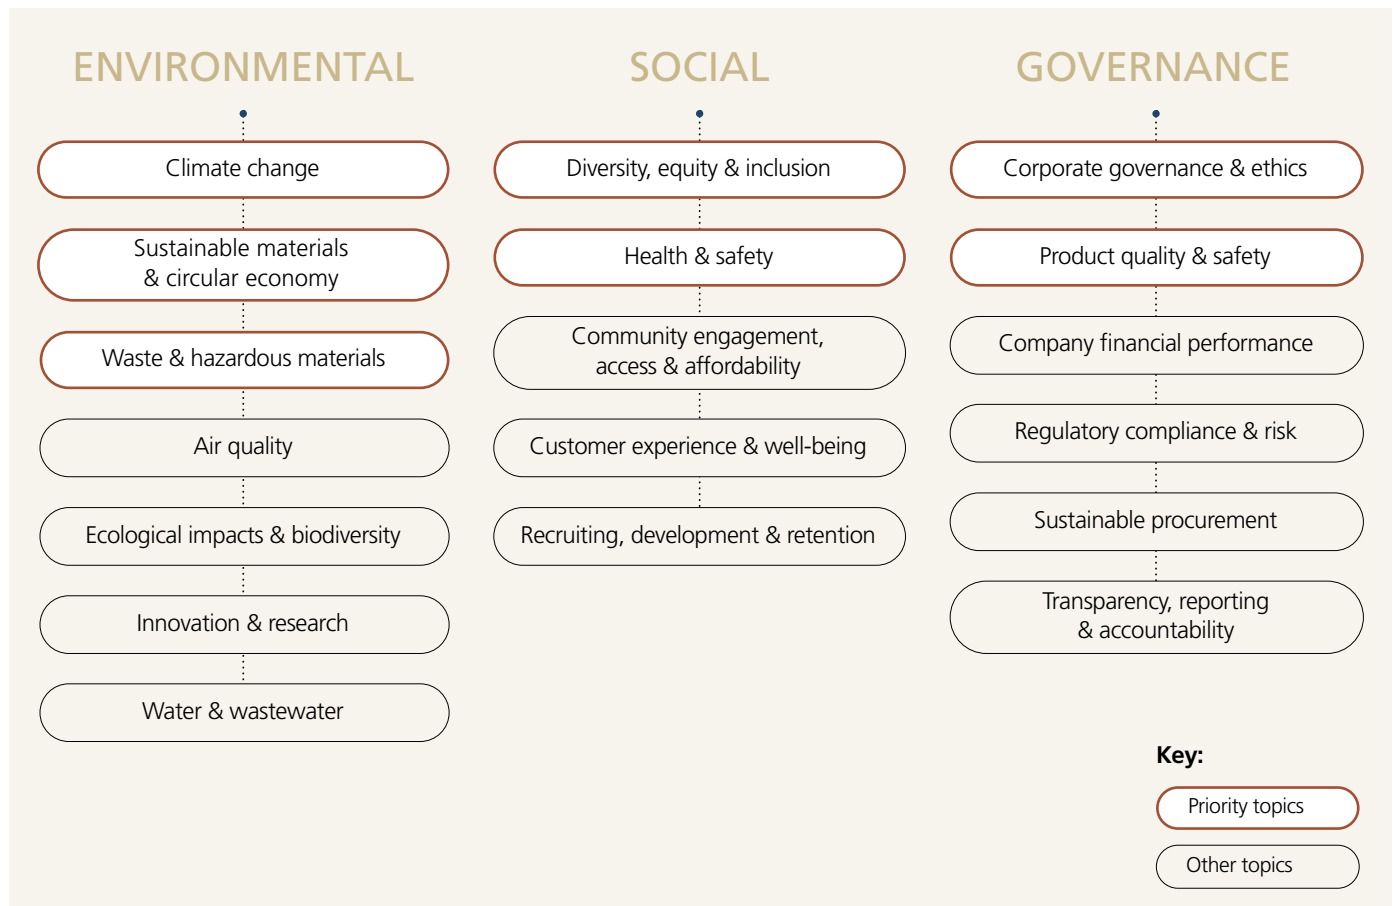 ENVIRONMENTAL
Climate change
Sustainable materials
& circular economy
Waste & hazardous materials
Air quality
Ecological impacts & biodiversity
Innovation & research
Water & wastewater
SOCIAL
Diversity, equity & inclusion
Health & safety
Community engagement,
access & affordability
Customer experience & well-being
Recruiting, development & retention
GOVERNANCE
Corporate governance & ethics
Product quality & safety
Company financial performance
Regulatory compliance & risk
Sustainable procurement
Transparency, reporting
& accountability
Key:
Priority topics
Other topics